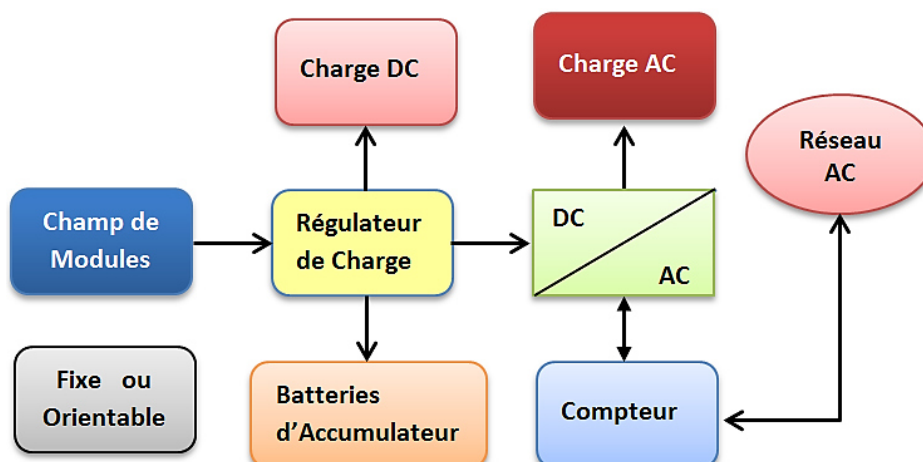 Charge DC
Charge AC
Réseau
AC
Champ de
Modules
Régulateur
de Charge
DC
AC
Fixe ou
Orientable
Batteries
d'Accumulateur
Compteur